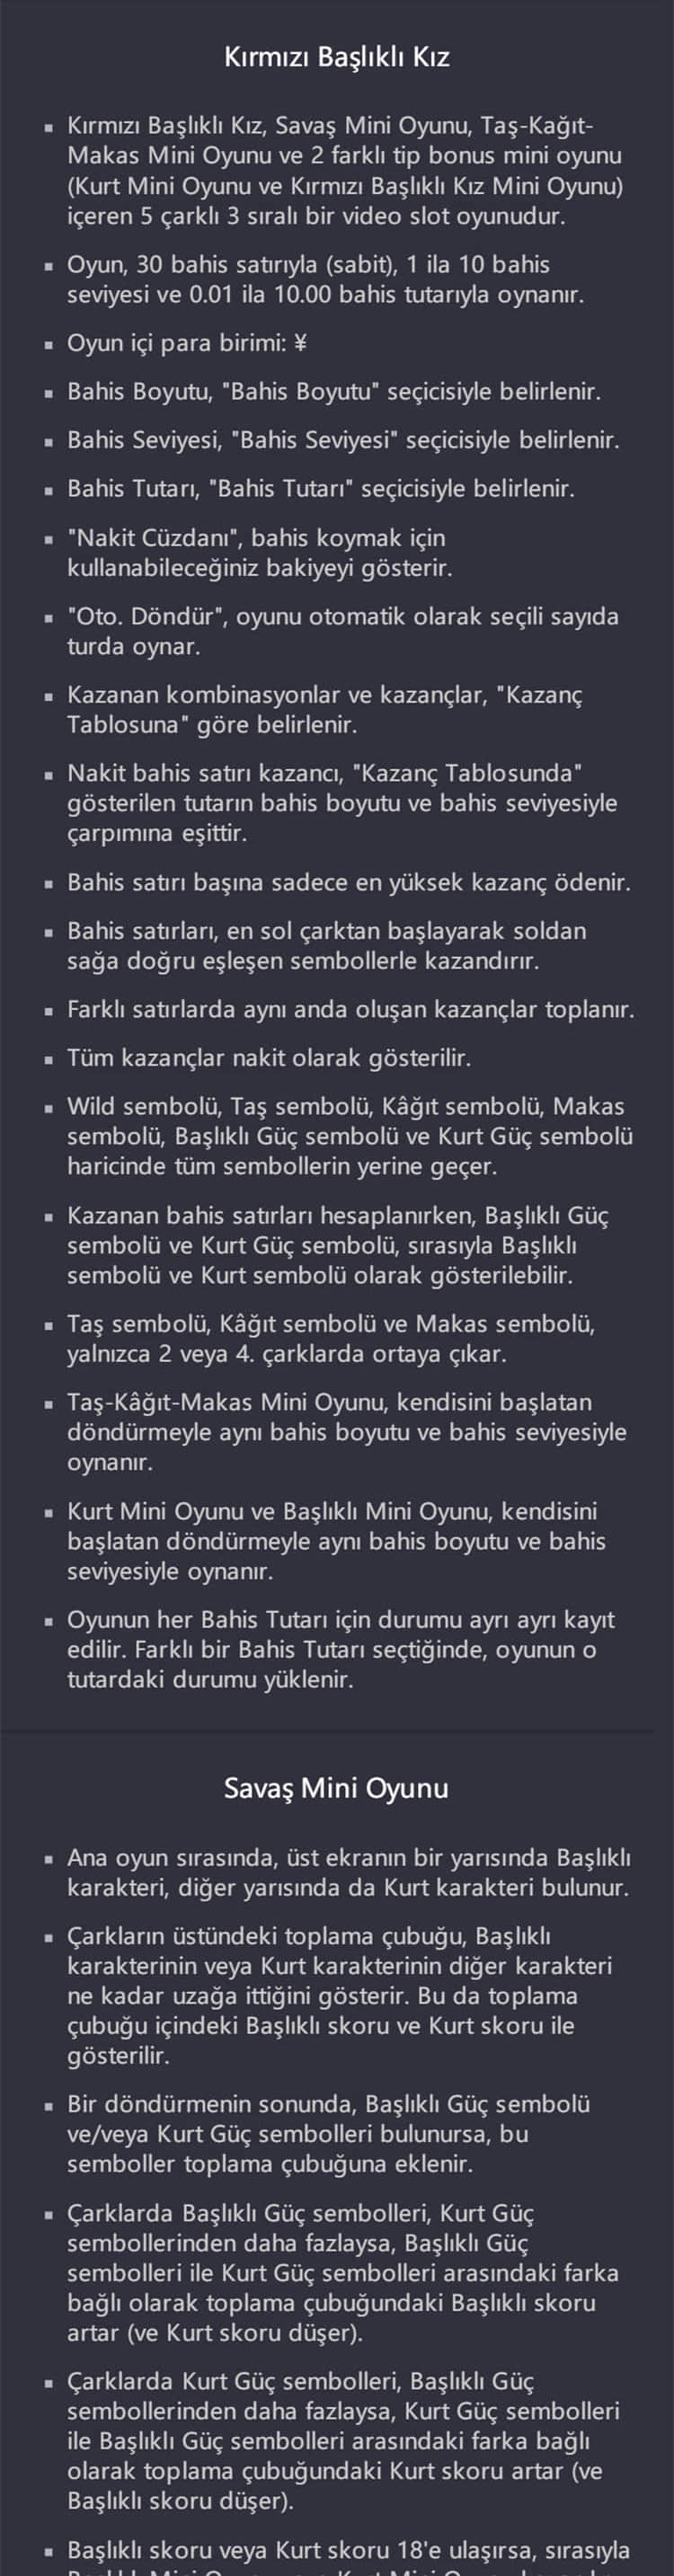 Kırmızı Başlıklı Kız
▪ Kırmızı Başlıklı Kız, Savaş Mini Oyunu, Taş-Kağıt-
Makas Mini Oyunu ve 2 farklı tip bonus mini oyunu
(Kurt Mini Oyunu ve Kırmızı Başlıklı Kız Mini Oyunu)
içeren 5 çarklı 3 sıralı bir video slot oyunudur.
▪ Oyun, 30 bahis satırıyla (sabit), 1 ila 10 bahis
seviyesi ve 0.01 ila 10.00 bahis tutarıyla oynanır.
▪ Oyun içi para birimi: ¥
▪ Bahis Boyutu, "Bahis Boyutu" seçicisiyle belirlenir.
▪ Bahis Seviyesi, "Bahis Seviyesi" seçicisiyle belirlenir.
▪ Bahis Tutarı, "Bahis Tutarı" seçicisiyle belirlenir.
▪ "Nakit Cüzdanı", bahis koymak için
kullanabileceğiniz bakiyeyi gösterir.
▪ "Oto. Döndür", oyunu otomatik olarak seçili sayıda
turda oynar.
▪ Kazanan kombinasyonlar ve kazançlar, "Kazanç
Tablosuna" göre belirlenir.
▪ Nakit bahis satırı kazancı, "Kazanç Tablosunda"
gösterilen tutarın bahis boyutu ve bahis seviyesiyle
çarpımına eşittir.
▪ Bahis satırı başına sadece en yüksek kazanç ödenir.
▪ Bahis satırları, en sol çarktan başlayarak soldan
sağa doğru eşleşen sembollerle kazandırır.
▪ Farklı satırlarda aynı anda oluşan kazançlar toplanır.
▪ Tüm kazançlar nakit olarak gösterilir.
▪ Wild sembolü, Taş sembolü, Kâğıt sembolü, Makas
sembolü, Başlıklı Güç sembolü ve Kurt Güç sembolü
haricinde tüm sembollerin yerine geçer.
▪ Kazanan bahis satırları hesaplanırken, Başlıklı Güç
sembolü ve Kurt Güç sembolü, sırasıyla Başlıklı
sembolü ve Kurt sembolü olarak gösterilebilir.
▪ Taş sembolü, Kâğıt sembolü ve Makas sembolü,
yalnızca 2 veya 4. çarklarda ortaya çıkar.
▪ Taş-Kâğıt-Makas Mini Oyunu, kendisini başlatan
döndürmeyle aynı bahis boyutu ve bahis seviyesiyle
oynanır.
▪ Kurt Mini Oyunu ve Başlıklı Mini Oyunu, kendisini
başlatan döndürmeyle aynı bahis boyutu ve bahis
seviyesiyle oynanır.
▪ Oyunun her Bahis Tutarı için durumu ayrı ayrı kayıt
edilir. Farklı bir Bahis Tutarı seçtiğinde, oyunun o
tutardaki durumu yüklenir.
Savaş Mini Oyunu
▪ Ana oyun sırasında, üst ekranın bir yarısında Başlıklı
karakteri, diğer yarısında da Kurt karakteri bulunur.
▪ Çarkların üstündeki toplama çubuğu, Başlıklı
karakterinin veya Kurt karakterinin diğer karakteri
ne kadar uzağa ittiğini gösterir. Bu da toplama
çubuğu içindeki Başlıklı skoru ve Kurt skoru ile
gösterilir.
▪ Bir döndürmenin sonunda, Başlıklı Güç sembolü
ve/veya Kurt Güç sembolleri bulunursa, bu
semboller toplama çubuğuna eklenir.
▪ Çarklarda Başlıklı Güç sembolleri, Kurt Güç
sembollerinden daha fazlaysa, Başlıklı Güç
sembolleri ile Kurt Güç sembolleri arasındaki farka
bağlı olarak toplama çubuğundaki Başlıklı skoru
artar (ve Kurt skoru düşer).
▪ Çarklarda Kurt Güç sembolleri, Başlıklı Güç
sembollerinden daha fazlaysa, Kurt Güç sembolleri
ile Başlıklı Güç sembolleri arasındaki farka bağlı
olarak toplama çubuğundaki Kurt skoru artar (ve
Başlıklı skoru düşer).
▪ Başlıklı skoru veya Kurt skoru 18'e ulaşırsa, sırasıyla